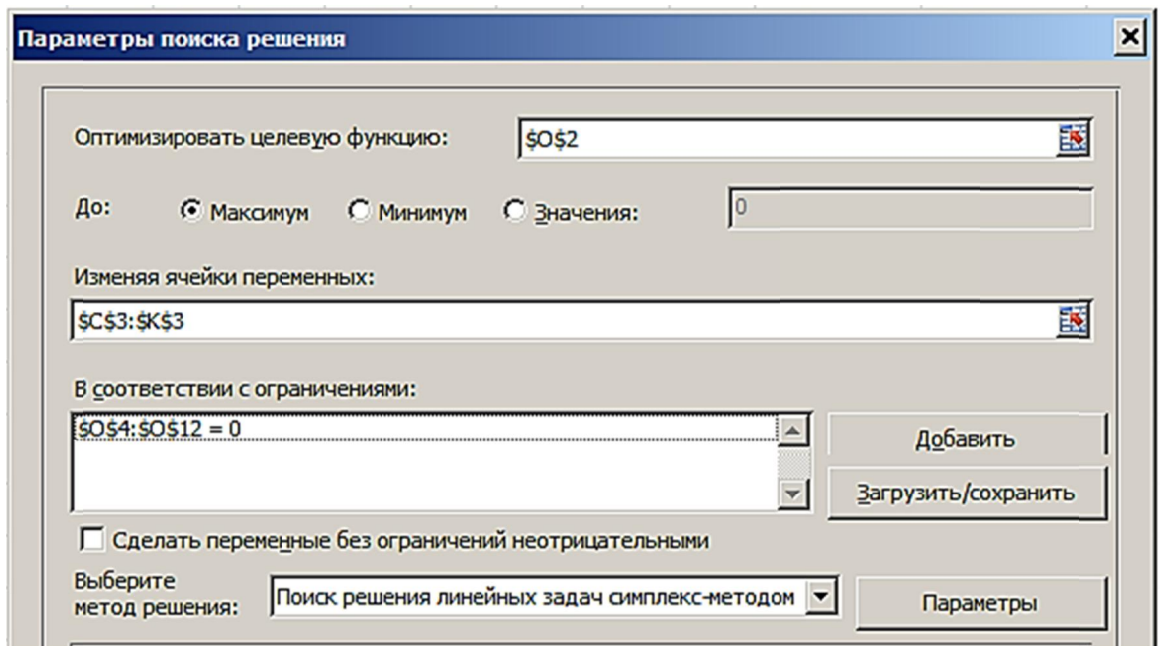 Параметры поиска решения
Оптимизировать целевую функцию: $O$2
До: Максимум Минимум Значения: 0
Изменяя ячейки переменных:
$C$3:$K$3
В соответствии с ограничениями:
$O$4:$O$12 = 0
Добавить
Загрузить/сохранить
Сделать переменные без ограничений неотрицательными
Выберите
метод решения: Поиск решения линейных задач симплекс-методом Параметры